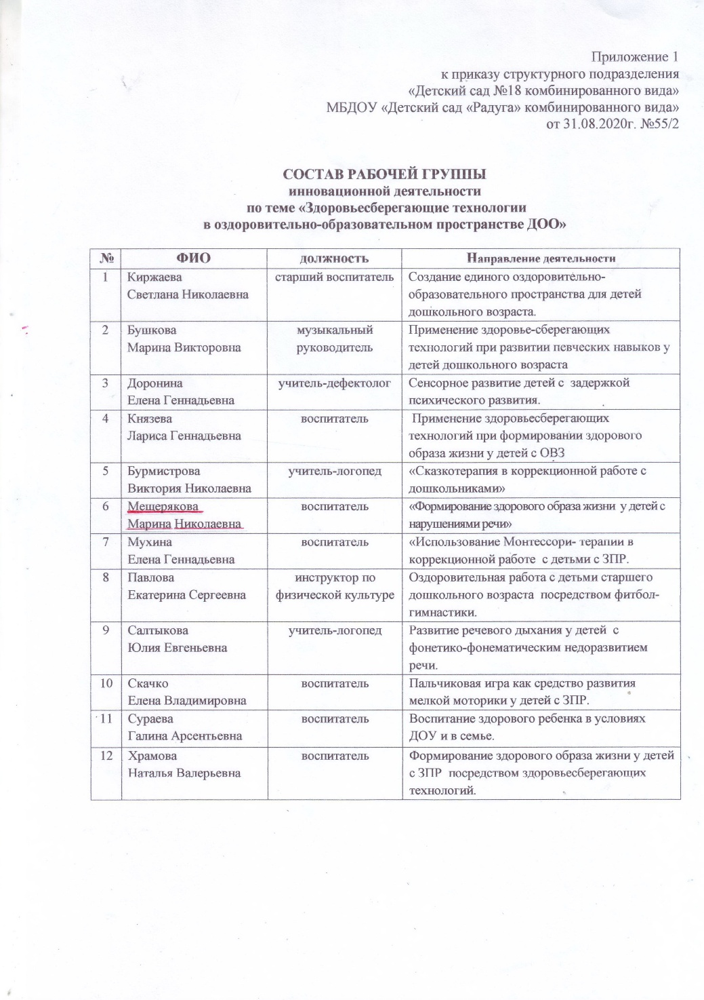 Приложение 1
к приказу структурного подразделения
«Детский сад №18 комбинированного вида»
МБДОУ «Детский сад «Радуга» комбинированного вида»
от 31.08.2020г. №55/2
СОСТАВ РАБОЧЕЙ ГРУППЫ
инновационной деятельности
по теме «Здоровьесберегающие технологии
в оздоровительно-образовательном пространстве ДОО»
№ ФИО должность Направление деятельности
1 Киржаева старший воспитатель Создание единого оздоровительно-
Светлана Николаевна образовательного пространства для детей
дошкольного возраста.
2 Бушкова музыкальный Применение здоровье-сберегающих
Марина Викторовна руководитель технологий при развитии певческих навыков у
детей дошкольного возраста
3 Доронина учитель-дефектолог Сенсорное развитие детей с задержкой
Елена Геннадьевна психического развития.
4 Князева воспитатель Применение здоровьесберегающих
Лариса Геннадьевна технологий при формировании здорового
образа жизни у детей с ОВЗ
5 Бурмистрова учитель-логопед «Сказкотерапия в коррекционной работе с
Виктория Николаевна дошкольниками»
6 Мещерякова воспитатель «Формирование здорового образа жизни у детей с
Марина Николаевна нарушениями речи»
7 Мухина воспитатель «Использование Монтессори- терапии в
Елена Геннадьевна коррекционной работе с детьми с ЗПР.
8 Павлова инструктор по Оздоровительная работа с детьми старшего
Екатерина Сергеевна физической культуре дошкольного возраста посредством фитбол-
гимнастики.
9 Салтыкова учитель-логопед Развитие речевого дыхания у детей с
Юлия Евгеньевна фонетико-фонематическим недоразвитием
речи.
10 Скачко воспитатель Пальчиковая игра как средство развития
Елена Владимировна мелкой моторики у детей с ЗПР.
11 Сураева воспитатель Воспитание здорового ребенка в условиях
Галина Арсентьевна ДОУ и в семье.
12 Храмова воспитатель Формирование здорового образа жизни у детей
Наталья Валерьевна с ЗПР посредством здоровьесберегающих
технологий.